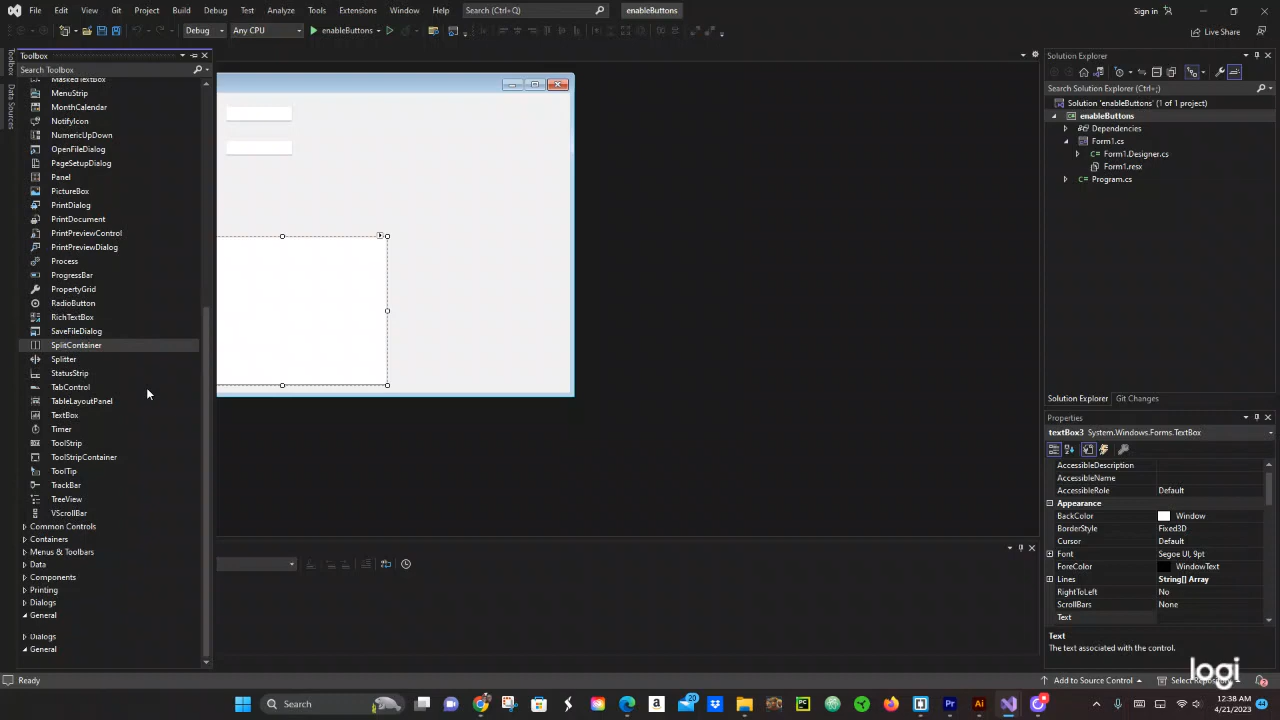 File Edit View Git Project Build Debug Test Analyze Tools Extensions Window Help Search (Ctrl+Q) enableButtons Sign in
Debug Any CPU enableButtons Live Share
Toolbox
Search Toolbox
MaskedTextBox
MenuStrip
MonthCalendar
NotifyIcon
NumericUpDown
OpenFileDialog
PageSetupDialog
Panel
PictureBox
PrintDialog
PrintDocument
PrintPreviewControl
PrintPreviewDialog
Process
ProgressBar
PropertyGrid
RadioButton
RichTextBox
SaveFileDialog
SplitContainer
Splitter
StatusStrip
TabControl
TableLayoutPanel
TextBox
Timer
ToolStrip
ToolStripContainer
ToolTip
TrackBar
TreeView
VScrollBar
Common Controls
Containers
Menus & Toolbars
Data
Components
Printing
Dialogs
General
Dialogs
General
Toolbox
Data Sources
Solution Explorer
Search Solution Explorer (Ctrl+;)
Solution 'enableButtons' (1 of 1 project)
enableButtons
Dependencies
Form1.cs
Form1.Designer.cs
Form1.resx
Program.cs
Solution Explorer Git Changes
Properties
textBox3 System.Windows.Forms.TextBox
AccessibleDescription
AccessibleName
AccessibleRole Default
Appearance
BackColor Window
BorderStyle Fixed3D
Cursor Default
Font Segoe UI, 9pt
ForeColor WindowText
Lines String[] Array
RightToLeft No
ScrollBars None
Text
Text
The text associated with the control.
logi
Ready Add to Source Control
Search 20 12:38 AM
4/22/2023